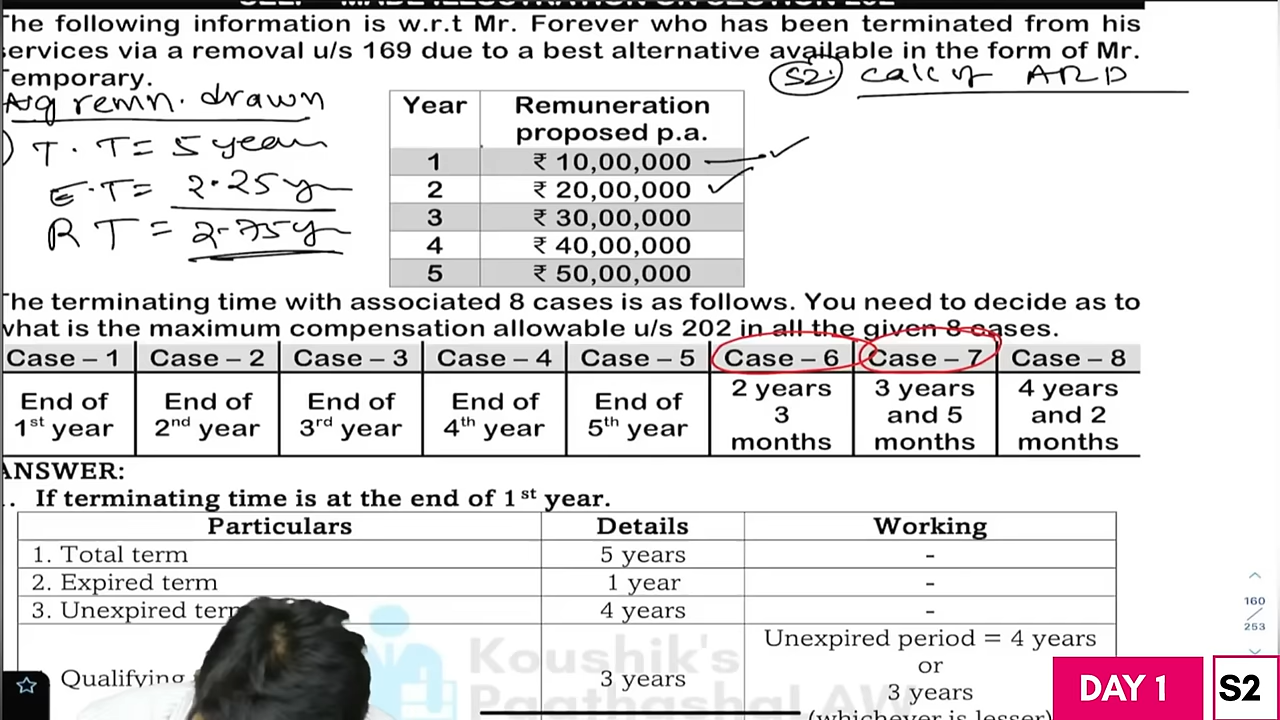 The following information is w.r.t Mr. Forever who has been terminated from his
services via a removal u/s 169 due to a best alternative available in the form of Mr.
Temporary.
S2: calc of ARD
Avg remn. drawn
T.T = 5 years
E.T = 2.25y
RT = 2.75y
Year Remuneration
proposed p.a.
1 ₹ 10,00,000
2 ₹ 20,00,000
3 ₹ 30,00,000
4 ₹ 40,00,000
5 ₹ 50,00,000
The terminating time with associated 8 cases is as follows. You need to decide as to
what is the maximum compensation allowable u/s 202 in all the given 8 cases.
Case – 1 Case – 2 Case – 3 Case – 4 Case – 5 Case – 6 Case – 7 Case – 8
End of 1st year
End of 2nd year
End of 3rd year
End of 4th year
End of 5th year
2 years 3 months
3 years and 5 months
4 years and 2 months
ANSWER:
. If terminating time is at the end of 1st year.
Particulars Details Working
1. Total term 5 years -
2. Expired term 1 year -
3. Unexpired ter 4 years -
Qualifying 3 years
Unexpired period = 4 years
or
3 years
(whichever is lesser)
Koushik's
Paathashal AW
160
/
253
DAY 1 S2